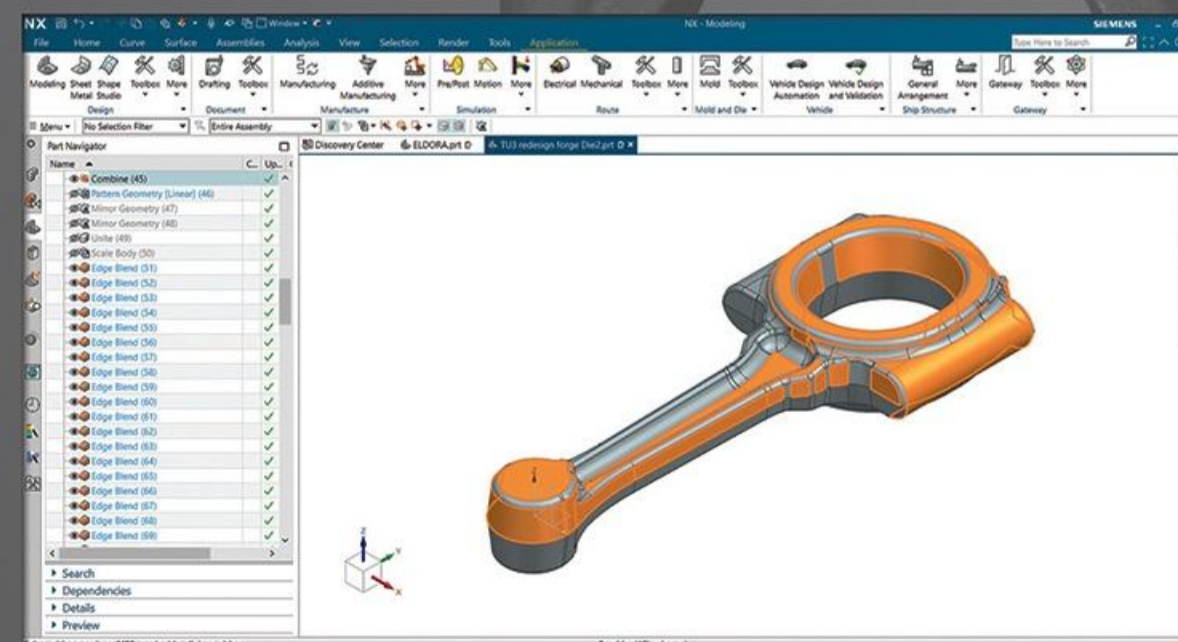 NX Window NX - Modeling SIEMENS
File Home Curve Surface Assemblies Analysis View Selection Render Tools Application Type Here to Search
Modeling Sheet Metal Shape Studio Toolbox More Drafting Toolbox Manufacturing Additive Manufacturing More Pre/Post Motion More Electrical Mechanical Toolbox More Mold Toolbox Vehicle Design Automation Vehicle Design and Validation General Arrangement More Gateway Toolbox More
Design Document Manufacture Simulation Route Mold and Die Vehicle Ship Structure Gateway
Menu No Selection Filter Entire Assembly
Part Navigator Discovery Center ELDORA.prt TU3 redesign forge Die2.prt
Name C... Up...
Combine (45)
Pattern Geometry [Linear] (46)
Mirror Geometry (47)
Mirror Geometry (48)
Unite (49)
Scale Body (50)
Edge Blend (51)
Edge Blend (52)
Edge Blend (53)
Edge Blend (54)
Edge Blend (55)
Edge Blend (56)
Edge Blend (57)
Edge Blend (58)
Edge Blend (59)
Edge Blend (60)
Edge Blend (61)
Edge Blend (62)
Edge Blend (63)
Edge Blend (64)
Edge Blend (65)
Edge Blend (66)
Edge Blend (67)
Edge Blend (68)
Edge Blend (69)
Search
Dependencies
Details
Preview
Z
Y
X